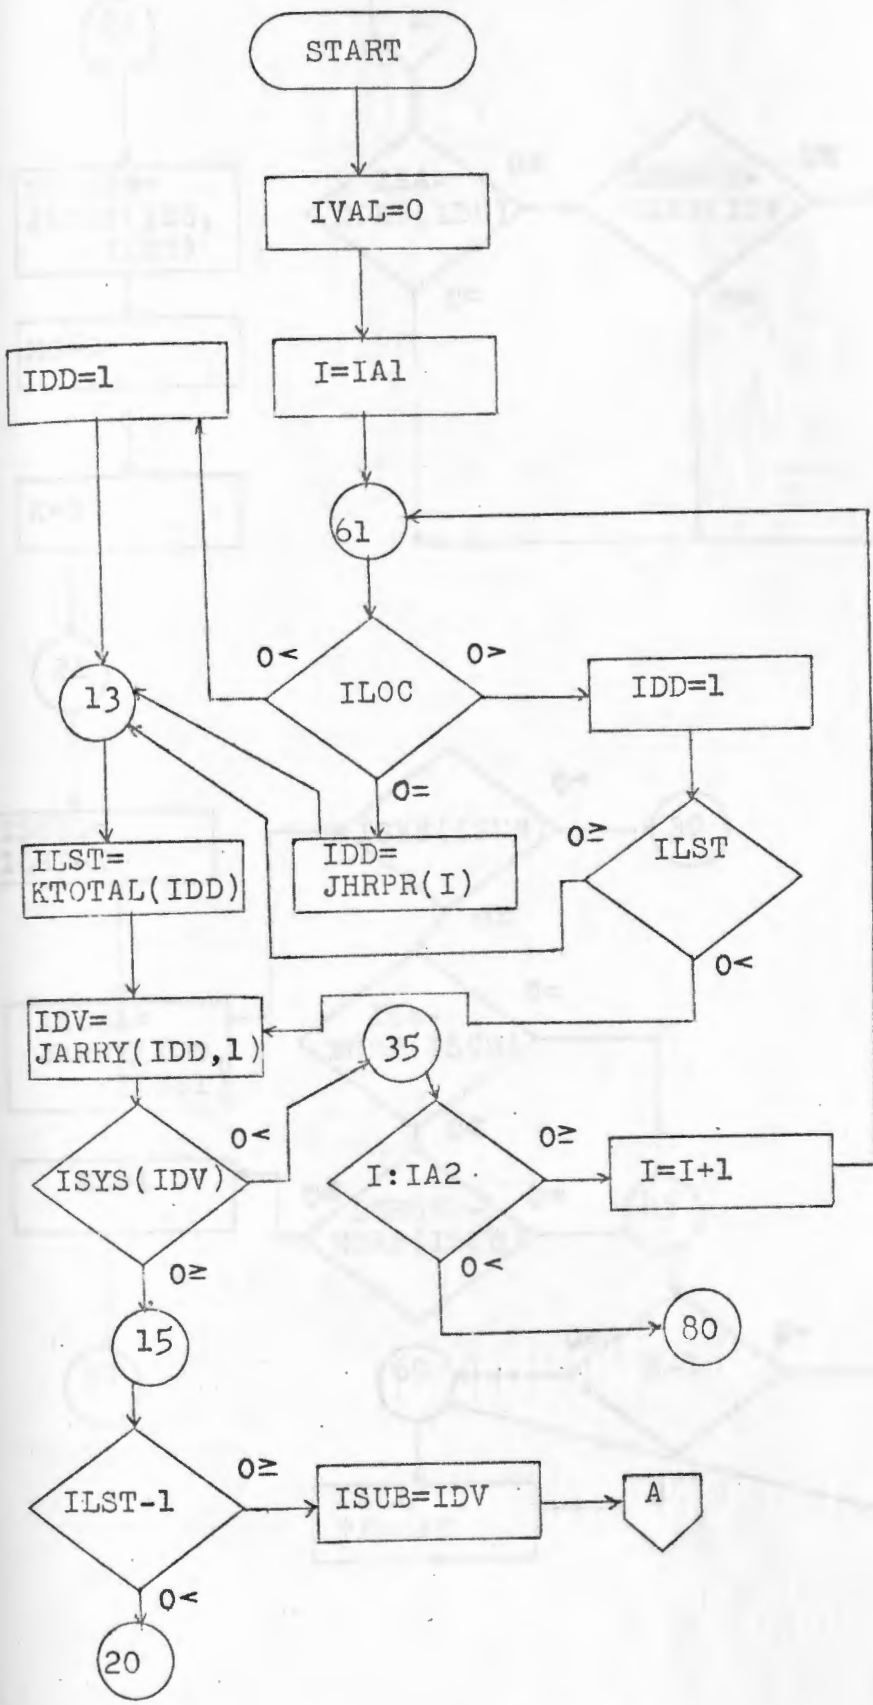 START
IVAL=0
IDD=1
I=IA1
61
0<
0>
13
ILOC
IDD=1
0=
0≥
ILST= 
KTOTAL(IDD)
IDD=
JHRPR(I)
ILST
0<
IDV=
JARRY(IDD,1)
35
0<
0≥
ISYS(IDV)
I:IA2
I=I+1
0≥
0<
15
80
0≥
ILST-1
ISUB=IDV
A
0<
20